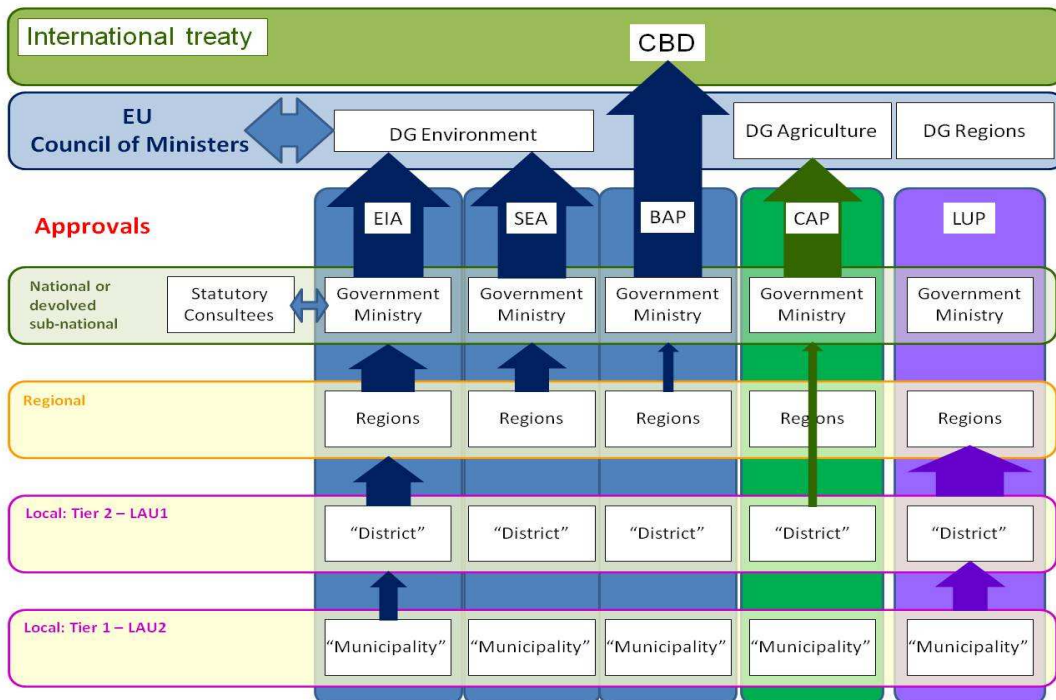 International treaty
CBD
EU
Council of Ministers
DG Environment
DG Agriculture
DG Regions
Approvals
EIA
SEA
BAP
CAP
LUP
National or
devolved
sub-national
Statutory
Consultees
Government
Ministry
Government
Ministry
Government
Ministry
Government
Ministry
Government
Ministry
Regional
Regions
Regions
Regions
Regions
Regions
Local: Tier 2 – LAU1
“District”
“District”
“District”
“District”
“District”
Local: Tier 1 – LAU2
“Municipality”
“Municipality”
“Municipality”
“Municipality”
“Municipality”